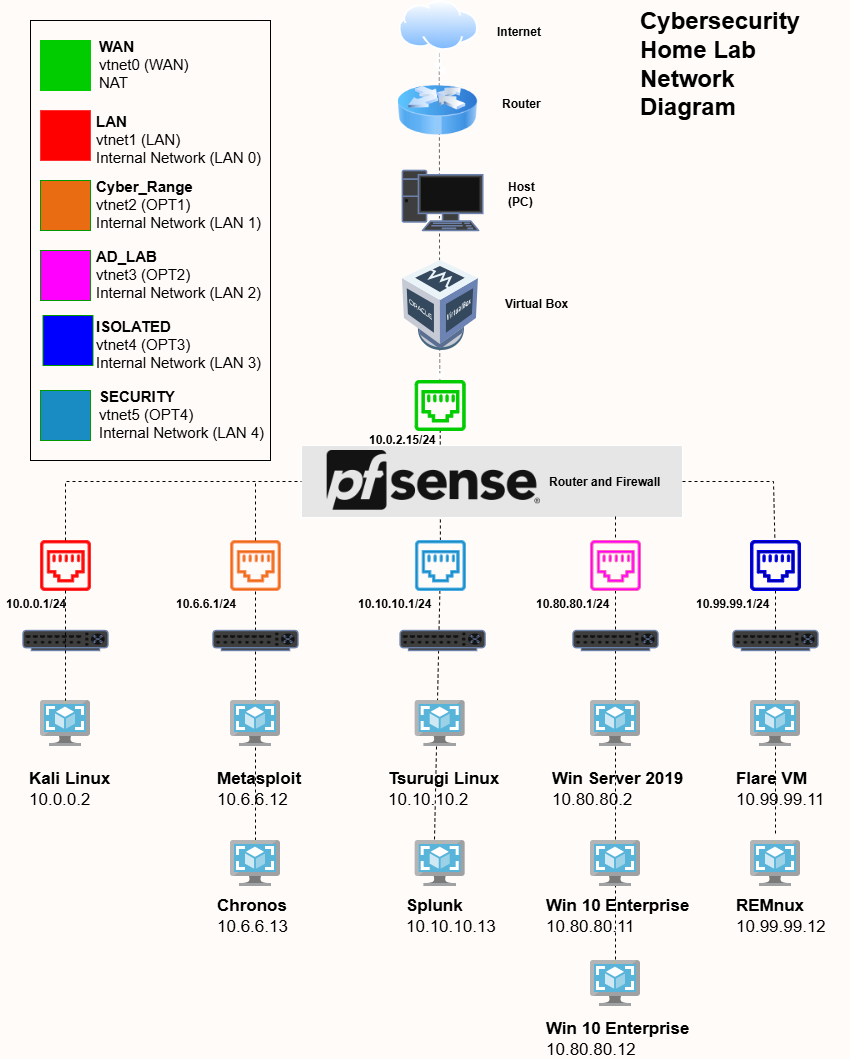 Cybersecurity
Home Lab
Network
Diagram
WAN
vtnet0 (WAN)
NAT
LAN
vtnet1 (LAN)
Internal Network (LAN 0)
Cyber_Range
vtnet2 (OPT1)
Internal Network (LAN 1)
AD_LAB
vtnet3 (OPT2)
Internal Network (LAN 2)
ISOLATED
vtnet4 (OPT3)
Internal Network (LAN 3)
SECURITY
vtnet5 (OPT4)
Internal Network (LAN 4)
Internet
Router
Host
(PC)
ORACLE
VirtualBox
Virtual Box
10.0.2.15/24
pfsense®
Router and Firewall
10.0.0.1/24
10.6.6.1/24
10.10.10.1/24
10.80.80.1/24
10.99.99.1/24
Kali Linux
10.0.0.2
Metasploit
10.6.6.12
Tsurugi Linux
10.10.10.2
Win Server 2019
10.80.80.2
Flare VM
10.99.99.11
Chronos
10.6.6.13
Splunk
10.10.10.13
Win 10 Enterprise
10.80.80.11
REMnux
10.99.99.12
Win 10 Enterprise
10.80.80.12